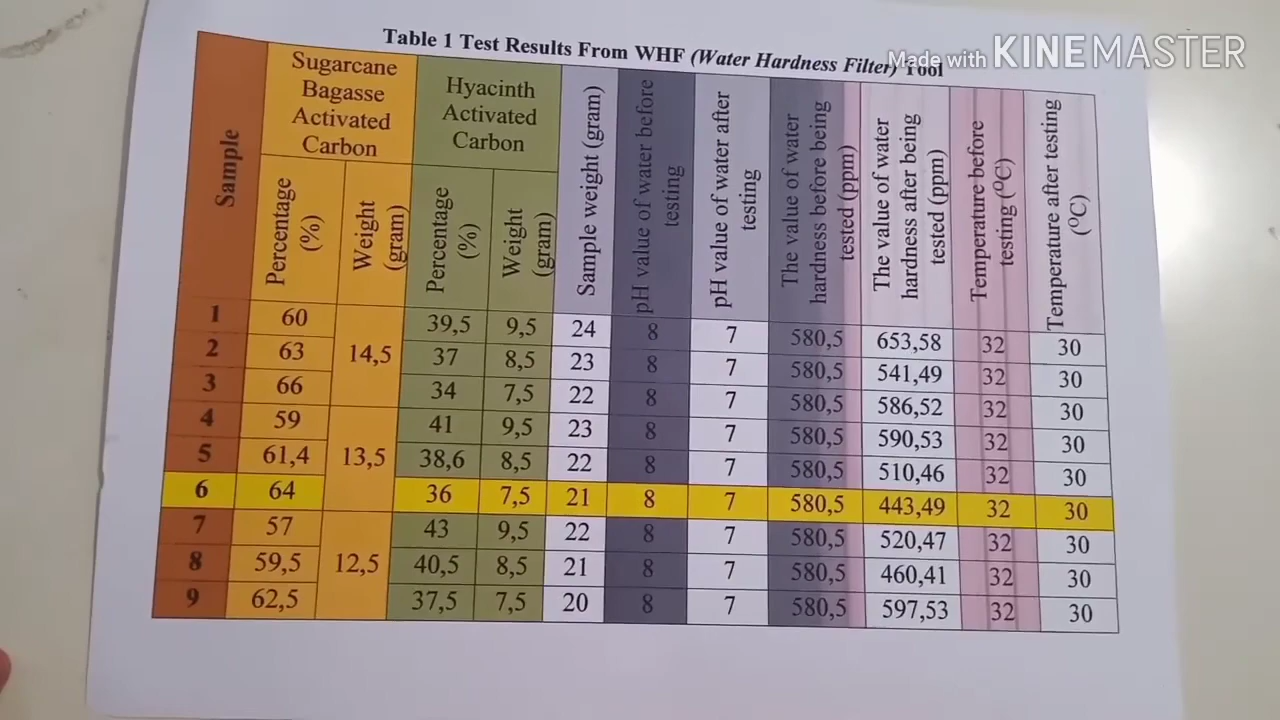 Table 1 Test Results From WHF (Water Hardness Filter) Tool
Made with KINEMASTER
Sample
Sugarcane
Bagasse
Activated
Carbon
Hyacinth
Activated
Carbon
Percentage
(%)
Weight
(gram)
Percentage
(%)
Weight
(gram)
Sample weight (gram)
pH value of water before
testing
pH value of water after
testing
The value of water
hardness before being
tested (ppm)
The value of water
hardness after being
tested (ppm)
Temperature before
testing (⁰C)
Temperature after testing
(⁰C)
1 60 39,5 9,5 24 8 7 580,5 653,58 32 30
2 63 14,5 37 8,5 23 8 7 580,5 541,49 32 30
3 66 34 7,5 22 8 7 580,5 586,52 32 30
4 59 41 9,5 23 8 7 580,5 590,53 32 30
5 61,4 13,5 38,6 8,5 22 8 7 580,5 510,46 32 30
6 64 36 7,5 21 8 7 580,5 443,49 32 30
7 57 43 9,5 22 8 7 580,5 520,47 32 30
8 59,5 12,5 40,5 8,5 21 8 7 580,5 460,41 32 30
9 62,5 37,5 7,5 20 8 7 580,5 597,53 32 30